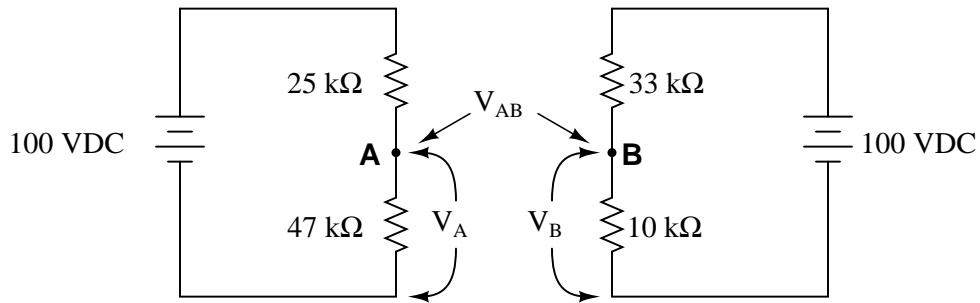 25 kΩ 33 kΩ
V_AB
100 VDC A B 100 VDC
47 kΩ V_A V_B 10 kΩ